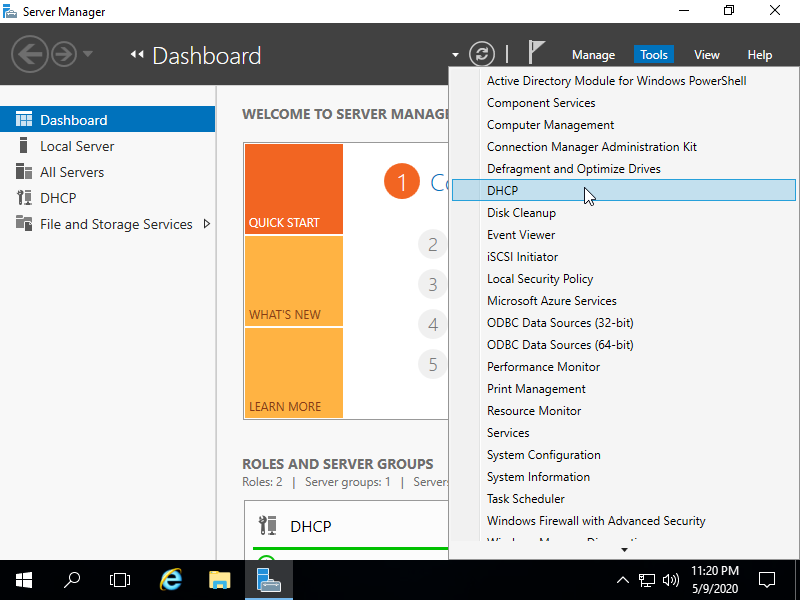 Server Manager
Dashboard
Manage
Tools
View
Help
Dashboard
Local Server
All Servers
DHCP
File and Storage Services
WELCOME TO SERVER MANAG
QUICK START
WHAT'S NEW
LEARN MORE
1
Co
2
3
4
5
ROLES AND SERVER GROUPS
Roles: 2 | Server groups: 1 | Server
DHCP
Active Directory Module for Windows PowerShell
Component Services
Computer Management
Connection Manager Administration Kit
Defragment and Optimize Drives
DHCP
Disk Cleanup
Event Viewer
iSCSI Initiator
Local Security Policy
Microsoft Azure Services
ODBC Data Sources (32-bit)
ODBC Data Sources (64-bit)
Performance Monitor
Print Management
Resource Monitor
Services
System Configuration
System Information
Task Scheduler
Windows Firewall with Advanced Security
11:20 PM
5/9/2020